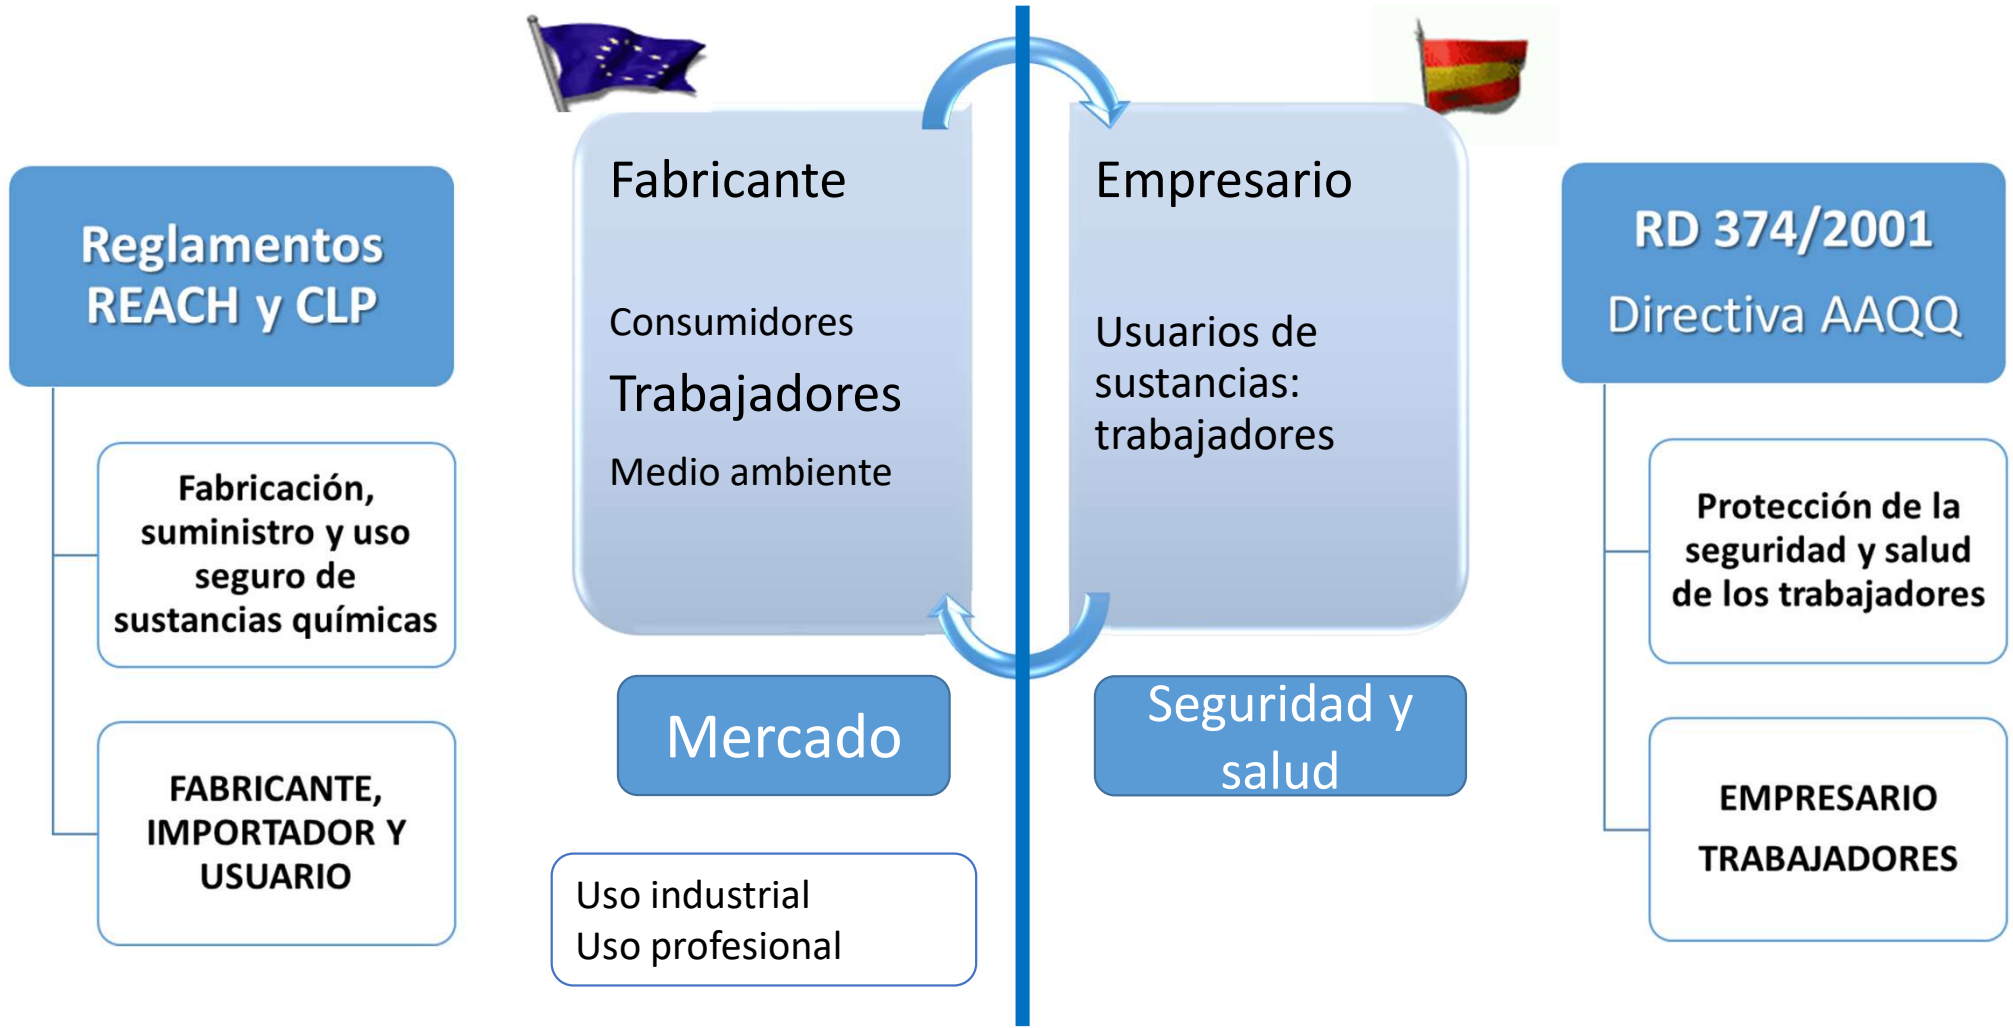 Reglamentos
REACH y CLP
Fabricación,
suministro y uso
seguro de
sustancias químicas
FABRICANTE,
IMPORTADOR Y
USUARIO
Fabricante
Consumidores
Trabajadores
Medio ambiente
Mercado
Uso industrial
Uso profesional
Empresario
Usuarios de
sustancias:
trabajadores
Seguridad y
salud
RD 374/2001
Directiva AAQQ
Protección de la
seguridad y salud
de los trabajadores
EMPRESARIO
TRABAJADORES